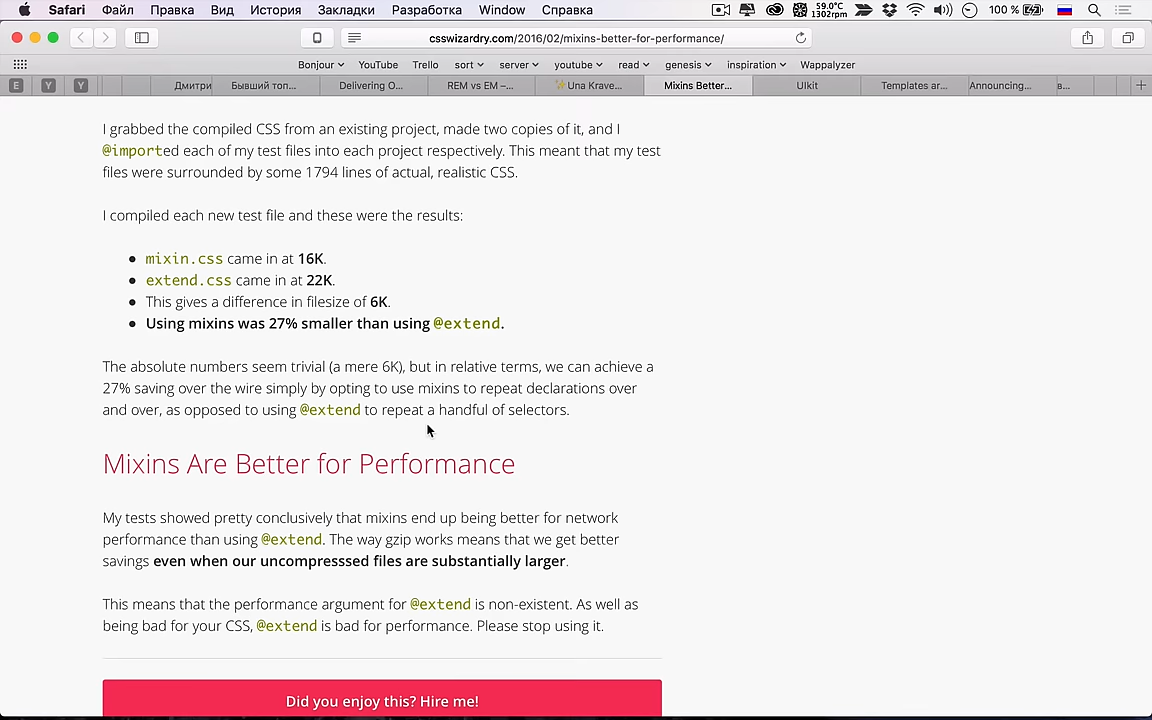 Safari Файл Правка Вид История Закладки Разработка Window Справка 59.0°C 1302rpm 100 %
csswizardry.com/2016/02/mixins-better-for-performance/
Bonjour YouTube Trello sort server youtube read genesis inspiration Wappalyzer
E Y Y Дмитри Бывший топ... Delivering O... REM vs EM –... ✨Una Krave... Mixins Better... UIkit Templates ar... Announcing... в...
I grabbed the compiled CSS from an existing project, made two copies of it, and I
@imported each of my test files into each project respectively. This meant that my test
files were surrounded by some 1794 lines of actual, realistic CSS.
I compiled each new test file and these were the results:
● mixin.css came in at 16K.
● extend.css came in at 22K.
● This gives a difference in filesize of 6K.
● Using mixins was 27% smaller than using @extend.
The absolute numbers seem trivial (a mere 6K), but in relative terms, we can achieve a
27% saving over the wire simply by opting to use mixins to repeat declarations over
and over, as opposed to using @extend to repeat a handful of selectors.
Mixins Are Better for Performance
My tests showed pretty conclusively that mixins end up being better for network
performance than using @extend. The way gzip works means that we get better
savings even when our uncompresssed files are substantially larger.
This means that the performance argument for @extend is non-existent. As well as
being bad for your CSS, @extend is bad for performance. Please stop using it.
Did you enjoy this? Hire me!